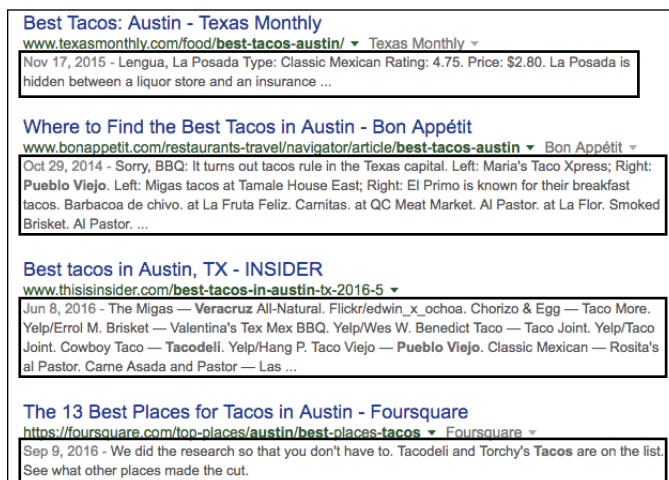 Best Tacos: Austin - Texas Monthly
www.texasmonthly.com/food/best-tacos-austin/ ▼ Texas Monthly ▼
Nov 17, 2015 - Lengua, La Posada Type: Classic Mexican Rating: 4.75. Price: $2.80. La Posada is
hidden between a liquor store and an insurance ...
Where to Find the Best Tacos in Austin - Bon Appétit
www.bonappetit.com/restaurants-travel/navigator/article/best-tacos-austin ▼ Bon Appétit ▼
Oct 29, 2014 - Sorry, BBQ: It turns out tacos rule in the Texas capital. Left: Maria's Taco Xpress; Right:
Pueblo Viejo. Left: Migas tacos at Tamale House East; Right: El Primo is known for their breakfast
tacos. Barbacoa de chivo. at La Fruta Feliz. Carnitas. at QC Meat Market. Al Pastor. at La Flor. Smoked
Brisket. Al Pastor. ...
Best tacos in Austin, TX - INSIDER
www.thisisinsider.com/best-tacos-in-austin-tx-2016-5 ▼
Jun 8, 2016 - The Migas — Veracruz All-Natural. Flickr/edwin_x_ochoa. Chorizo & Egg — Taco More.
Yelp/Errol M. Brisket — Valentina's Tex Mex BBQ. Yelp/Wes W. Benedict Taco — Taco Joint. Yelp/Taco
Joint. Cowboy Taco — Tacodeli. Yelp/Hang P. Taco Viejo — Pueblo Viejo. Classic Mexican — Rosita's
al Pastor. Carne Asada and Pastor — Las ...
The 13 Best Places for Tacos in Austin - Foursquare
https://foursquare.com/top-places/austin/best-places-tacos ▼ Foursquare ▼
Sep 9, 2016 - We did the research so that you don't have to. Tacodeli and Torchy's Tacos are on the list.
See what other places made the cut.